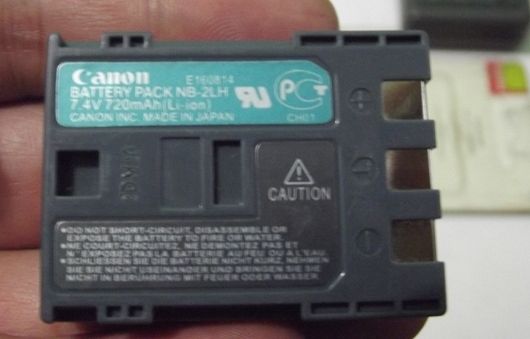 Canon
E160814
BATTERY PACK NB-2LH
7.4V 720mAh(Li-ion)
CANON INC. MADE IN JAPAN
CH01
CAUTION
•DO NOT SHORT-CIRCUIT, DISASSEMBLE OR
EXPOSE THE BATTERY TO FIRE OR WATER.
•NE COURT-CIRCUITEZ, NE DEMONTEZ PAS ET
N'EXPOSEZ PAS LA BATTERIE AU FEU OU A L'EAU.
•SCHLIESSEN SIE DIE BATTERIE NICHT KURZ, NEHMEN
SIE SIE NICHT AUSEINANDER UND BRINGEN SIE SIE
NICHT IN BERUHRUNG MIT FEUER ODER WASSER.